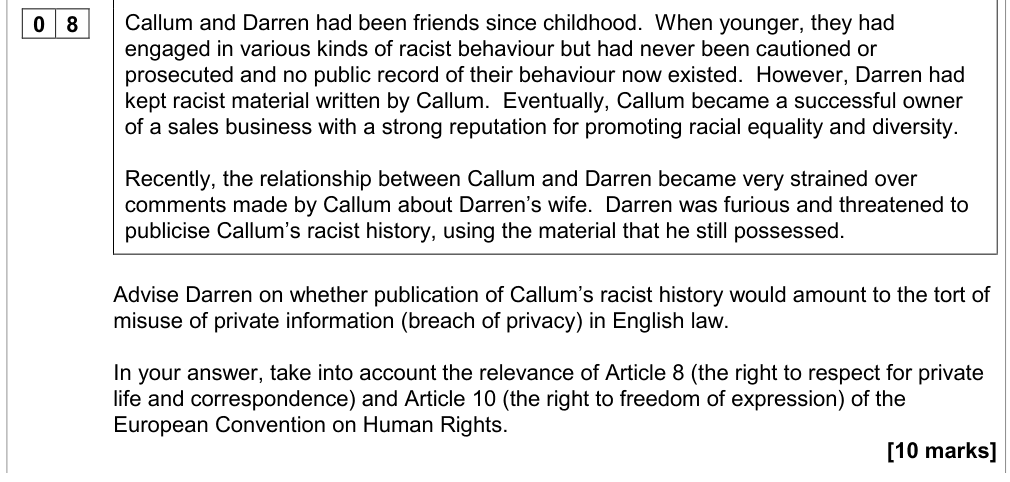 0 8
Callum and Darren had been friends since childhood. When younger, they had
engaged in various kinds of racist behaviour but had never been cautioned or
prosecuted and no public record of their behaviour now existed. However, Darren had
kept racist material written by Callum. Eventually, Callum became a successful owner
of a sales business with a strong reputation for promoting racial equality and diversity.
Recently, the relationship between Callum and Darren became very strained over
comments made by Callum about Darren's wife. Darren was furious and threatened to
publicise Callum's racist history, using the material that he still possessed.
Advise Darren on whether publication of Callum's racist history would amount to the tort of
misuse of private information (breach of privacy) in English law.
In your answer, take into account the relevance of Article 8 (the right to respect for private
life and correspondence) and Article 10 (the right to freedom of expression) of the
European Convention on Human Rights.
[10 marks]